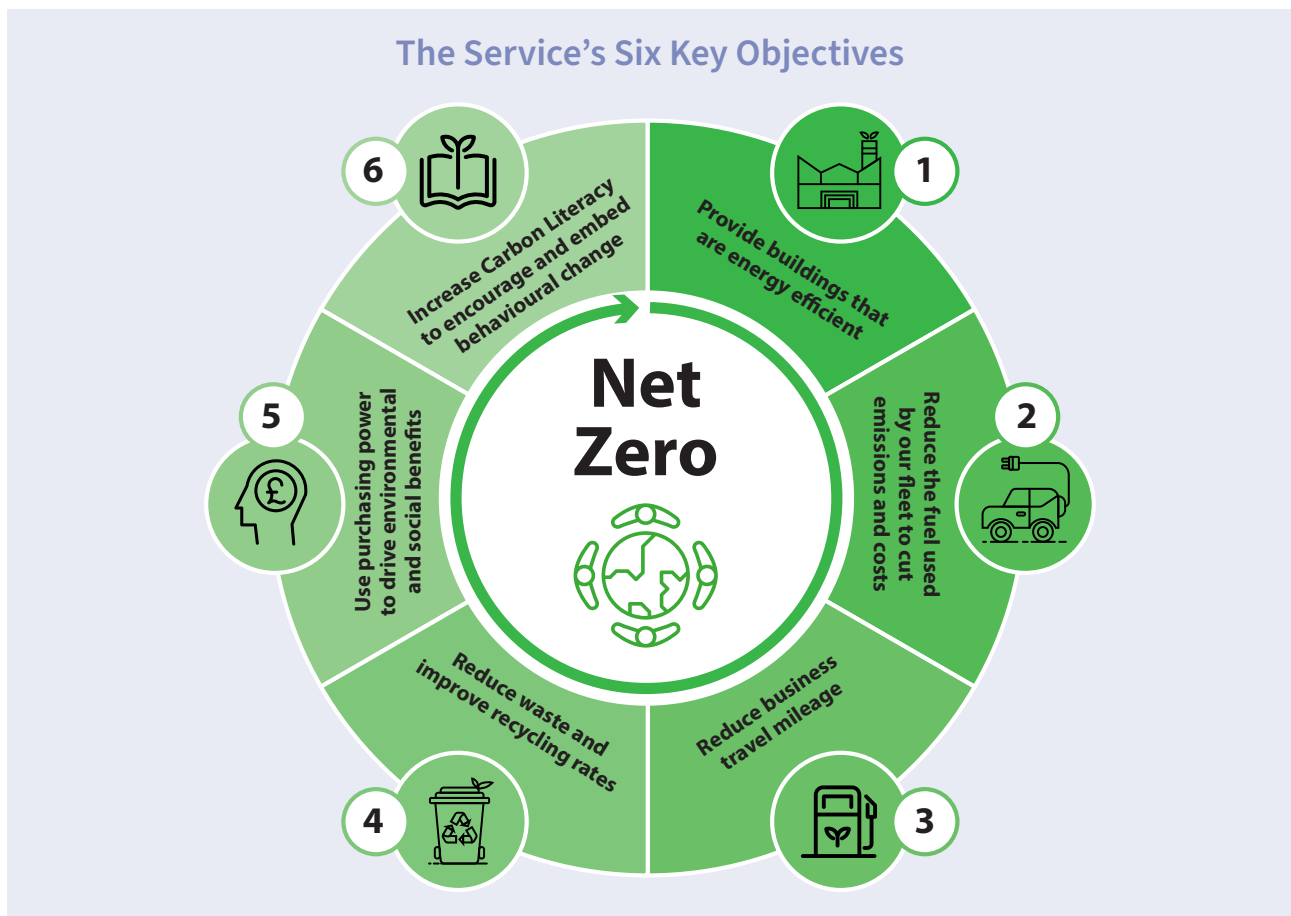 The Service’s Six Key Objectives
1
Provide buildings that
are energy efficient
2
Reduce the fuel used
by our fleet to cut
emissions and costs
3
Reduce business
travel mileage
4
Reduce waste and
improve recycling rates
5
Use purchasing power
to drive environmental
and social benefits
6
Increase Carbon Literacy
to encourage and embed
behavioural change
Net
Zero
£